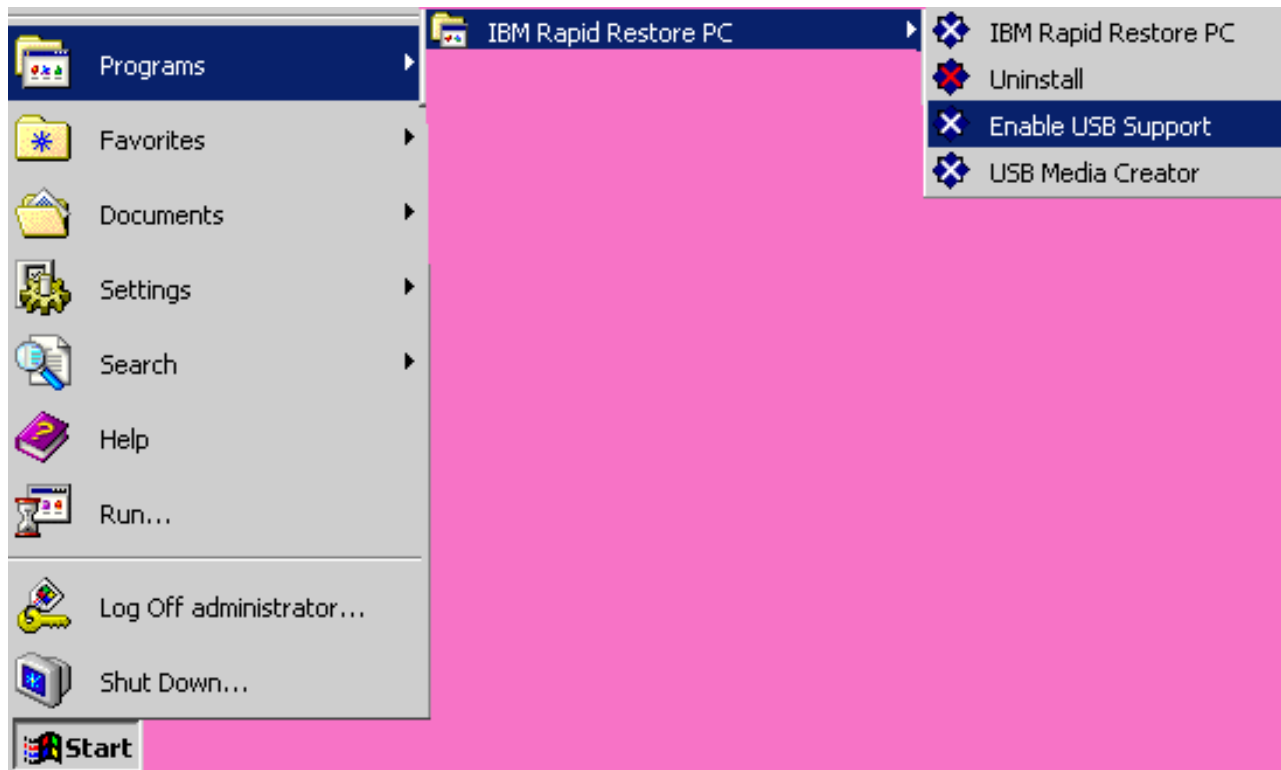 Programs
Favorites
Documents
Settings
Search
Help
Run...
Log Off administrator...
Shut Down...
Start
IBM Rapid Restore PC
IBM Rapid Restore PC
Uninstall
Enable USB Support
USB Media Creator